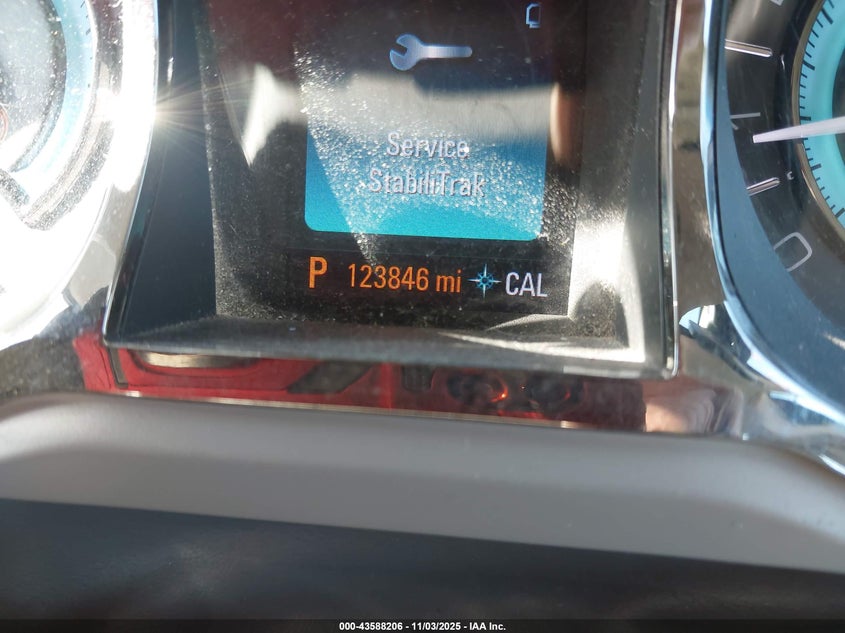 Service
StabiliTrak
P 123846 mi CAL
000-43588206 - 11/03/2025 - IAA Inc.